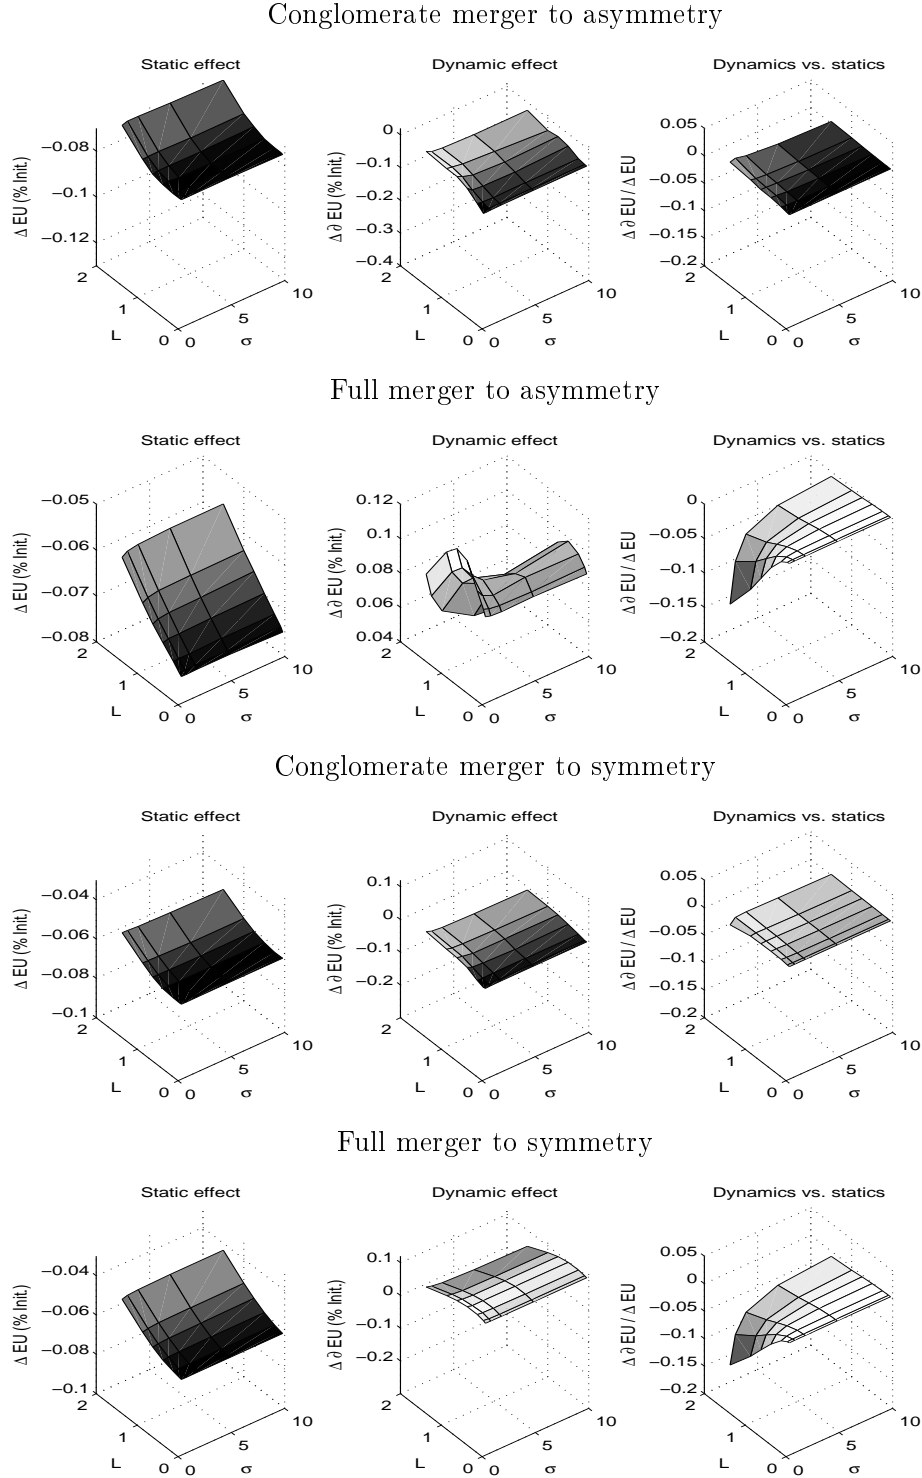 Conglomerate merger to asymmetry
Static effect
Dynamic effect
Dynamics vs. statics
Δ EU (% Init.)
−0.08
−0.1
−0.12
2
1
0
L
0
5
10
σ
Δ ∂ EU (% Init.)
0
−0.1
−0.2
−0.3
−0.4
2
1
0
L
0
5
10
σ
Δ ∂ EU / Δ EU
0.05
0
−0.05
−0.1
−0.15
−0.2
2
1
0
L
0
5
10
σ
Full merger to asymmetry
Static effect
Dynamic effect
Dynamics vs. statics
Δ EU (% Init.)
−0.05
−0.06
−0.07
−0.08
2
1
0
L
0
5
10
σ
Δ ∂ EU (% Init.)
0.12
0.1
0.08
0.06
0.04
2
1
0
L
0
5
10
σ
Δ ∂ EU / Δ EU
0
−0.05
−0.1
−0.15
−0.2
2
1
0
L
0
5
10
σ
Conglomerate merger to symmetry
Static effect
Dynamic effect
Dynamics vs. statics
Δ EU (% Init.)
−0.04
−0.06
−0.08
−0.1
2
1
0
L
0
5
10
σ
Δ ∂ EU (% Init.)
0.1
0
−0.1
−0.2
2
1
0
L
0
5
10
σ
Δ ∂ EU / Δ EU
0.05
0
−0.05
−0.1
−0.15
−0.2
2
1
0
L
0
5
10
σ
Full merger to symmetry
Static effect
Dynamic effect
Dynamics vs. statics
Δ EU (% Init.)
−0.04
−0.06
−0.08
−0.1
2
1
0
L
0
5
10
σ
Δ ∂ EU (% Init.)
0.1
0
−0.1
−0.2
2
1
0
L
0
5
10
σ
Δ ∂ EU / Δ EU
0.05
0
−0.05
−0.1
−0.15
−0.2
2
1
0
L
0
5
10
σ